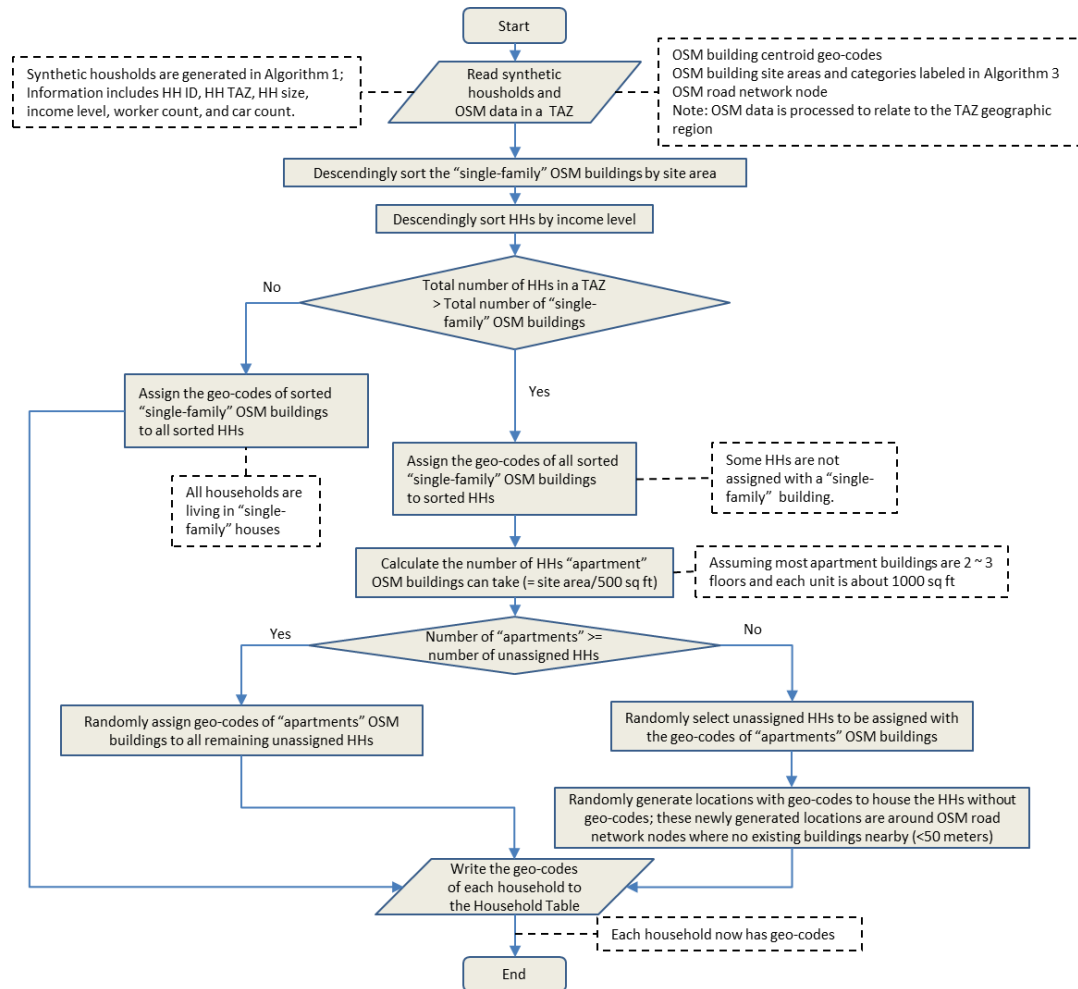 Start
Synthetic housholds are generated in Algorithm 1;
Information includes HH ID, HH TAZ, HH size,
income level, worker count, and car count.
Read synthetic
housholds and
OSM data in a TAZ
OSM building centroid geo-codes
OSM building site areas and categories labeled in Algorithm 3
OSM road network node
Note: OSM data is processed to relate to the TAZ geographic
region
Descendingly sort the “single-family” OSM buildings by site area
Descendingly sort HHs by income level
Total number of HHs in a TAZ
> Total number of “single-
family” OSM buildings
No
Yes
Assign the geo-codes of sorted
“single-family” OSM buildings
to all sorted HHs
All households are
living in “single-
family” houses
Assign the geo-codes of all sorted
“single-family” OSM buildings
to sorted HHs
Some HHs are not
assigned with a “single-
family” building.
Calculate the number of HHs “apartment”
OSM buildings can take (= site area/500 sq ft)
Assuming most apartment buildings are 2 ~ 3
floors and each unit is about 1000 sq ft
Number of “apartments” >=
number of unassigned HHs
Yes
No
Randomly assign geo-codes of “apartments” OSM
buildings to all remaining unassigned HHs
Randomly select unassigned HHs to be assigned with
the geo-codes of “apartments” OSM buildings
Randomly generate locations with geo-codes to house the HHs without
geo-codes; these newly generated locations are around OSM road
network nodes where no existing buildings nearby (<50 meters)
Write the geo-codes
of each household to
the Household Table
Each household now has geo-codes
End